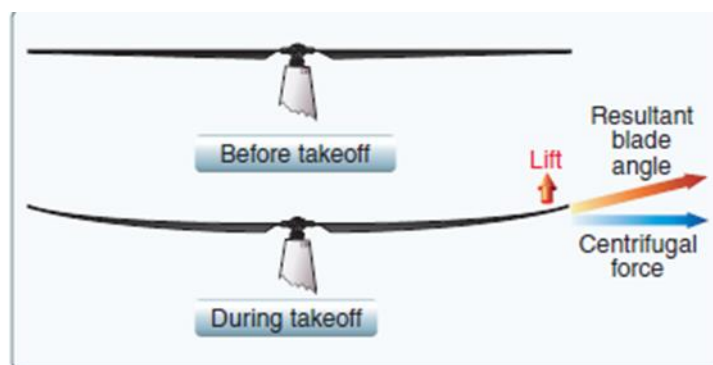 Before takeoff
Lift
Resultant
blade
angle
Centrifugal
force
During takeoff